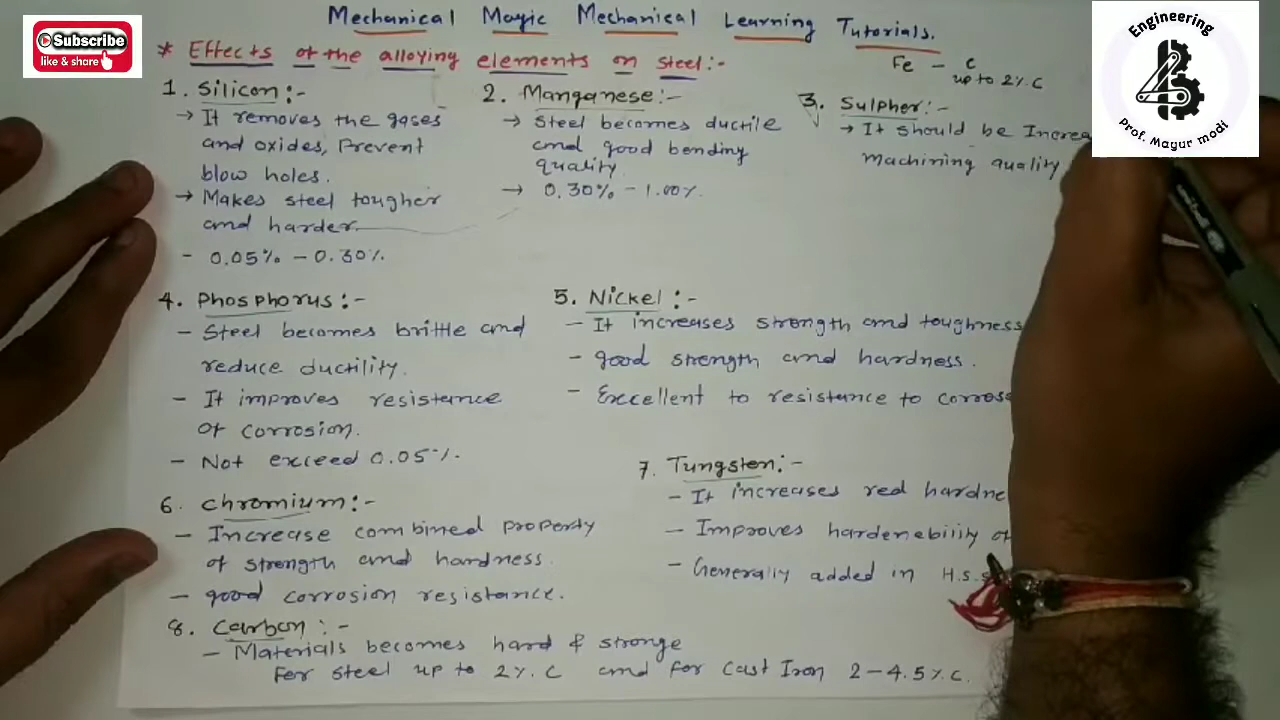 Mechanical Magic Mechanical Learning Tutorials.
Subscribe
like & share
Engineering
Prof. Mayur modi
* Effects of the alloying elements on Steel:-
Fe - C
up to 2% C
1. Silicon:-
→ It removes the gases
and oxides, Prevent
blow holes.
→ Makes steel tougher
and harder
- 0.05% - 0.30%
2. Manganese:-
→ Steel becomes ductile
and good bending
quality.
→ 0.30% - 1.00%
3. Sulpher:-
→ It should be Increa
Machining quality
4. Phosphorus:-
- Steel becomes brittle and
reduce ductility.
- It improves resistance
of corrosion.
- Not exceed 0.05%.
5. Nickel:-
- It increases strength and toughness
- good strength and hardness.
- Excellent to resistance to corros
6. Chromium:-
- Increase combined property
of strength and hardness.
- good corrosion resistance.
7. Tungsten:-
- It increases red hardne
- Improves hardenebility of
- Generally added in H.S.S
8. Carbon:-
- Materials becomes hard & stronge
For steel up to 2%. C and for Cast Iron 2-4.5%.C.